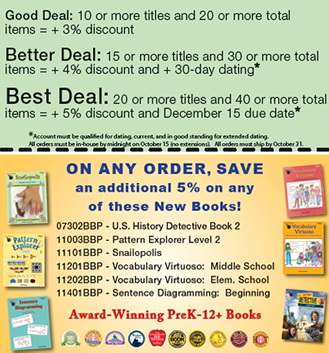 Good Deal: 10 or more titles and 20 or more total
items = + 3% discount
Better Deal: 15 or more titles and 30 or more total
items = + 4% discount and + 30-day dating*
Best Deal: 20 or more titles and 40 or more total
items = + 5% discount and December 15 due date*
*Account must be qualified for dating, current, and in good standing for extended dating.
All orders must be in-house by midnight on October 15 (no extensions). All orders must ship by October 31.
ON ANY ORDER, SAVE
an additional 5% on any
of these New Books!
07302BBP - U.S. History Detective Book 2
11003BBP - Pattern Explorer Level 2
11101BBP - Snailopolis
11201BBP - Vocabulary Virtuoso: Middle School
11202BBP - Vocabulary Virtuoso: Elem. School
11401BBP - Sentence Diagramming: Beginning
Award-Winning PreK-12+ Books
Snailopolis
Pattern
Explorer
Sentence
Diagramming
Vocabulary
Virtuoso
Vocabulary
Virtuoso